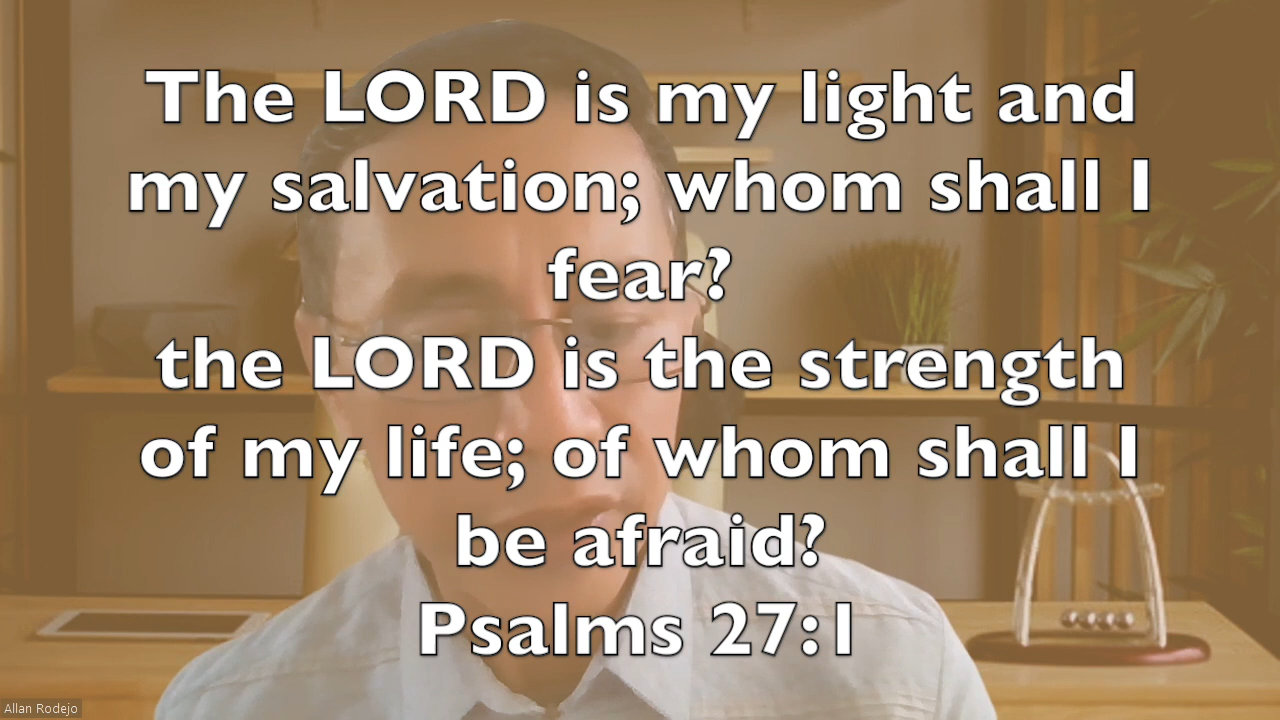 The LORD is my light and
my salvation; whom shall I
fear?
the LORD is the strength
of my life; of whom shall I
be afraid?
Psalms 27:1
Allan Rodejo